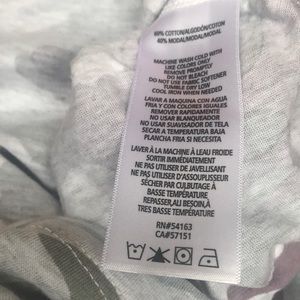 60% COTTON/ALGODÓN/COTON
40% MODAL/MODAL/MODAL
MACHINE WASH COLD WITH
LIKE COLORS ONLY
REMOVE PROMPTLY
DO NOT BLEACH
DO NOT USE FABRIC SOFTENER
TUMBLE DRY LOW
COOL IRON WHEN NEEDED
LAVAR A MAQUINA CON AGUA
FRIA Y CON COLORES IGUALES
REMOVER RAPIDAMENTE
NO USAR BLANQUEADOR
NO USAR SUAVISADOR DE TELA
SECAR A TEMPERATURA BAJA
PLANCHA FRIA SI NECESITA
LAVER À LA MACHINE À L'EAU FROIDE
SORTIR IMMÉDIATEMENT
NE PAS UTILISER DE JAVELLISANT
NE PAS UTILISER D'ASSOUPLISSEUR
SÉCHER PAR CULBUTAGE À
BASSE TEMPÉRATURE
REPASSER, AU BESOIN, À
TRES BASSE TEMPÉRATURE
RN#54163
CA#57151